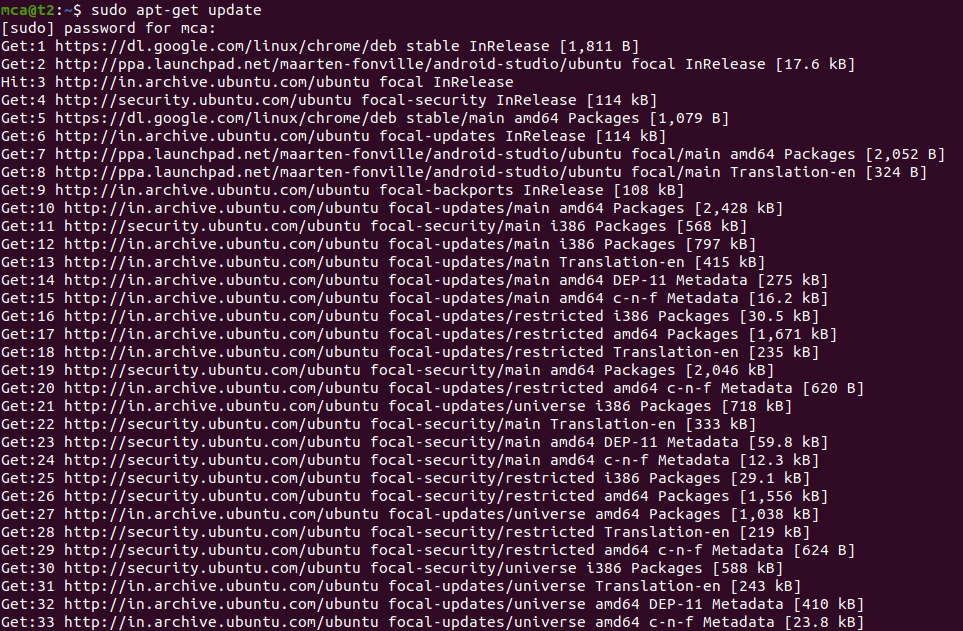 mca@t2:~$ sudo apt-get update
[sudo] password for mca:
Get:1 https://dl.google.com/linux/chrome/deb stable InRelease [1,811 B]
Get:2 http://ppa.launchpad.net/maarten-fonville/android-studio/ubuntu focal InRelease [17.6 kB]
Hit:3 http://in.archive.ubuntu.com/ubuntu focal InRelease
Get:4 http://security.ubuntu.com/ubuntu focal-security InRelease [114 kB]
Get:5 https://dl.google.com/linux/chrome/deb stable/main amd64 Packages [1,079 B]
Get:6 http://in.archive.ubuntu.com/ubuntu focal-updates InRelease [114 kB]
Get:7 http://ppa.launchpad.net/maarten-fonville/android-studio/ubuntu focal/main amd64 Packages [2,052 B]
Get:8 http://ppa.launchpad.net/maarten-fonville/android-studio/ubuntu focal/main Translation-en [324 B]
Get:9 http://in.archive.ubuntu.com/ubuntu focal-backports InRelease [108 kB]
Get:10 http://in.archive.ubuntu.com/ubuntu focal-updates/main amd64 Packages [2,428 kB]
Get:11 http://security.ubuntu.com/ubuntu focal-security/main i386 Packages [568 kB]
Get:12 http://in.archive.ubuntu.com/ubuntu focal-updates/main i386 Packages [797 kB]
Get:13 http://in.archive.ubuntu.com/ubuntu focal-updates/main Translation-en [415 kB]
Get:14 http://in.archive.ubuntu.com/ubuntu focal-updates/main amd64 DEP-11 Metadata [275 kB]
Get:15 http://in.archive.ubuntu.com/ubuntu focal-updates/main amd64 c-n-f Metadata [16.2 kB]
Get:16 http://in.archive.ubuntu.com/ubuntu focal-updates/restricted i386 Packages [30.5 kB]
Get:17 http://in.archive.ubuntu.com/ubuntu focal-updates/restricted amd64 Packages [1,671 kB]
Get:18 http://in.archive.ubuntu.com/ubuntu focal-updates/restricted Translation-en [235 kB]
Get:19 http://security.ubuntu.com/ubuntu focal-security/main amd64 Packages [2,046 kB]
Get:20 http://in.archive.ubuntu.com/ubuntu focal-updates/restricted amd64 c-n-f Metadata [620 B]
Get:21 http://in.archive.ubuntu.com/ubuntu focal-updates/universe i386 Packages [718 kB]
Get:22 http://security.ubuntu.com/ubuntu focal-security/main Translation-en [333 kB]
Get:23 http://security.ubuntu.com/ubuntu focal-security/main amd64 DEP-11 Metadata [59.8 kB]
Get:24 http://security.ubuntu.com/ubuntu focal-security/main amd64 c-n-f Metadata [12.3 kB]
Get:25 http://security.ubuntu.com/ubuntu focal-security/restricted i386 Packages [29.1 kB]
Get:26 http://security.ubuntu.com/ubuntu focal-security/restricted amd64 Packages [1,556 kB]
Get:27 http://in.archive.ubuntu.com/ubuntu focal-updates/universe amd64 Packages [1,038 kB]
Get:28 http://security.ubuntu.com/ubuntu focal-security/restricted Translation-en [219 kB]
Get:29 http://security.ubuntu.com/ubuntu focal-security/restricted amd64 c-n-f Metadata [624 B]
Get:30 http://security.ubuntu.com/ubuntu focal-security/universe i386 Packages [588 kB]
Get:31 http://in.archive.ubuntu.com/ubuntu focal-updates/universe Translation-en [243 kB]
Get:32 http://in.archive.ubuntu.com/ubuntu focal-updates/universe amd64 DEP-11 Metadata [410 kB]
Get:33 http://in.archive.ubuntu.com/ubuntu focal-updates/universe amd64 c-n-f Metadata [23.8 kB]